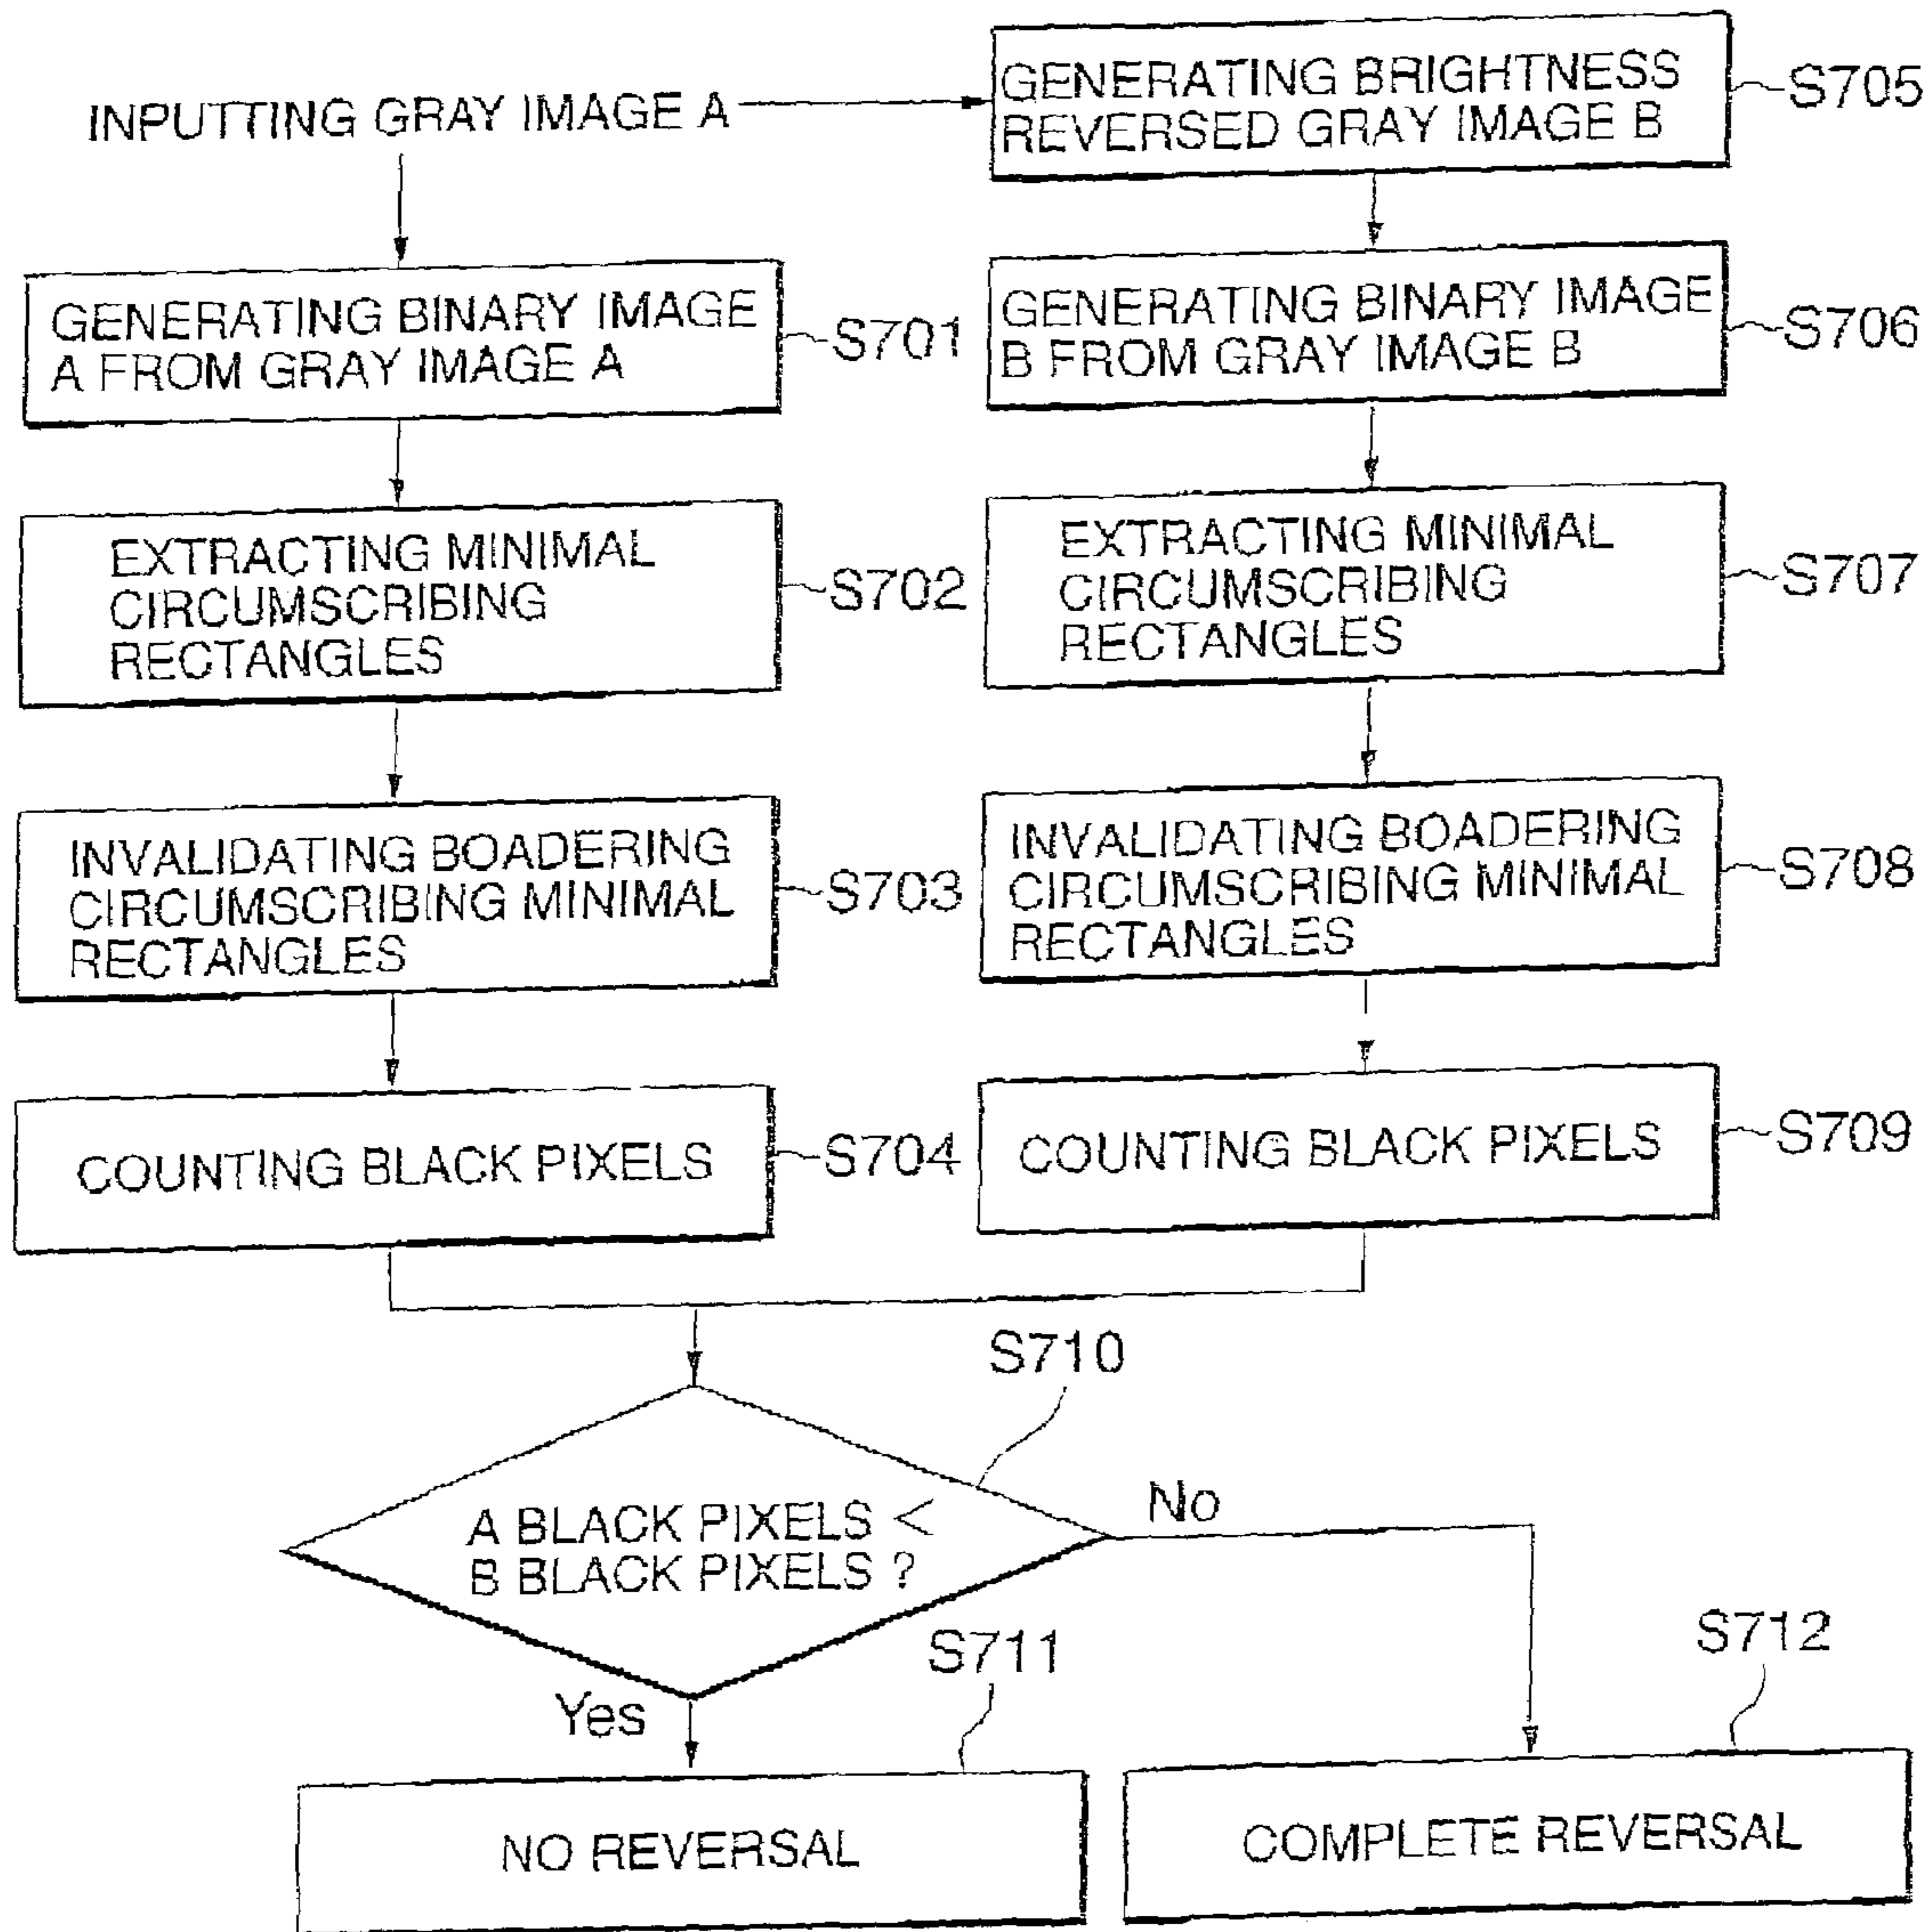 INPUTTING GRAY IMAGE A
GENERATING BRIGHTNESS
REVERSED GRAY IMAGE B
S705
GENERATING BINARY IMAGE
A FROM GRAY IMAGE A
S701
GENERATING BINARY IMAGE
B FROM GRAY IMAGE B
S706
EXTRACTING MINIMAL
CIRCUMSCRIBING
RECTANGLES
S702
EXTRACTING MINIMAL
CIRCUMSCRIBING
RECTANGLES
S707
INVALIDATING BOADERING
CIRCUMSCRIBING MINIMAL
RECTANGLES
S703
INVALIDATING BOADERING
CIRCUMSCRIBING MINIMAL
RECTANGLES
S708
COUNTING BLACK PIXELS
S704
COUNTING BLACK PIXELS
S709
S710
A BLACK PIXELS <
B BLACK PIXELS ?
No
Yes
S711
S712
NO REVERSAL
COMPLETE REVERSAL